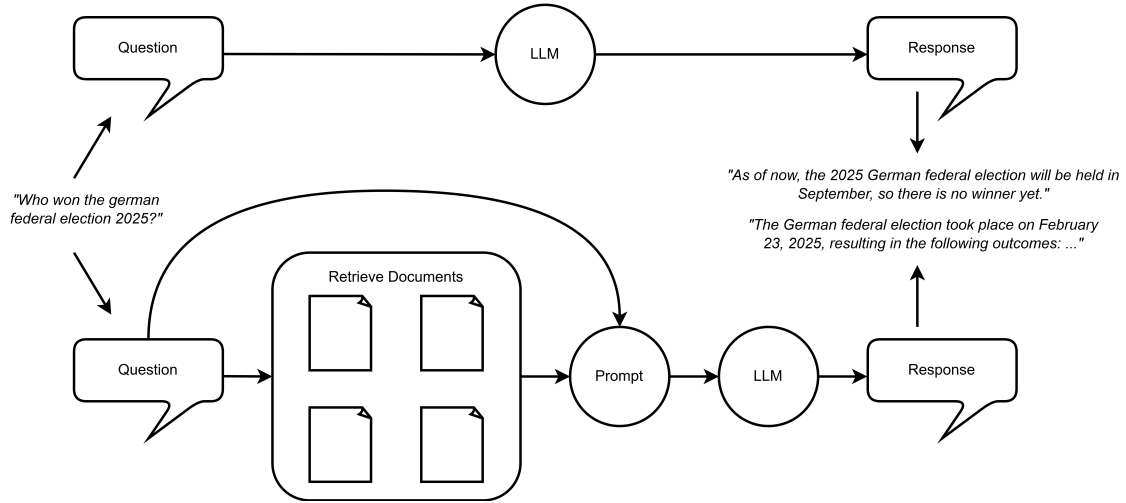 Question
LLM
Response
"Who won the german
federal election 2025?"
"As of now, the 2025 German federal election will be held in
September, so there is no winner yet."
"The German federal election took place on February
23, 2025, resulting in the following outcomes: ..."
Retrieve Documents
Question
Prompt
LLM
Response